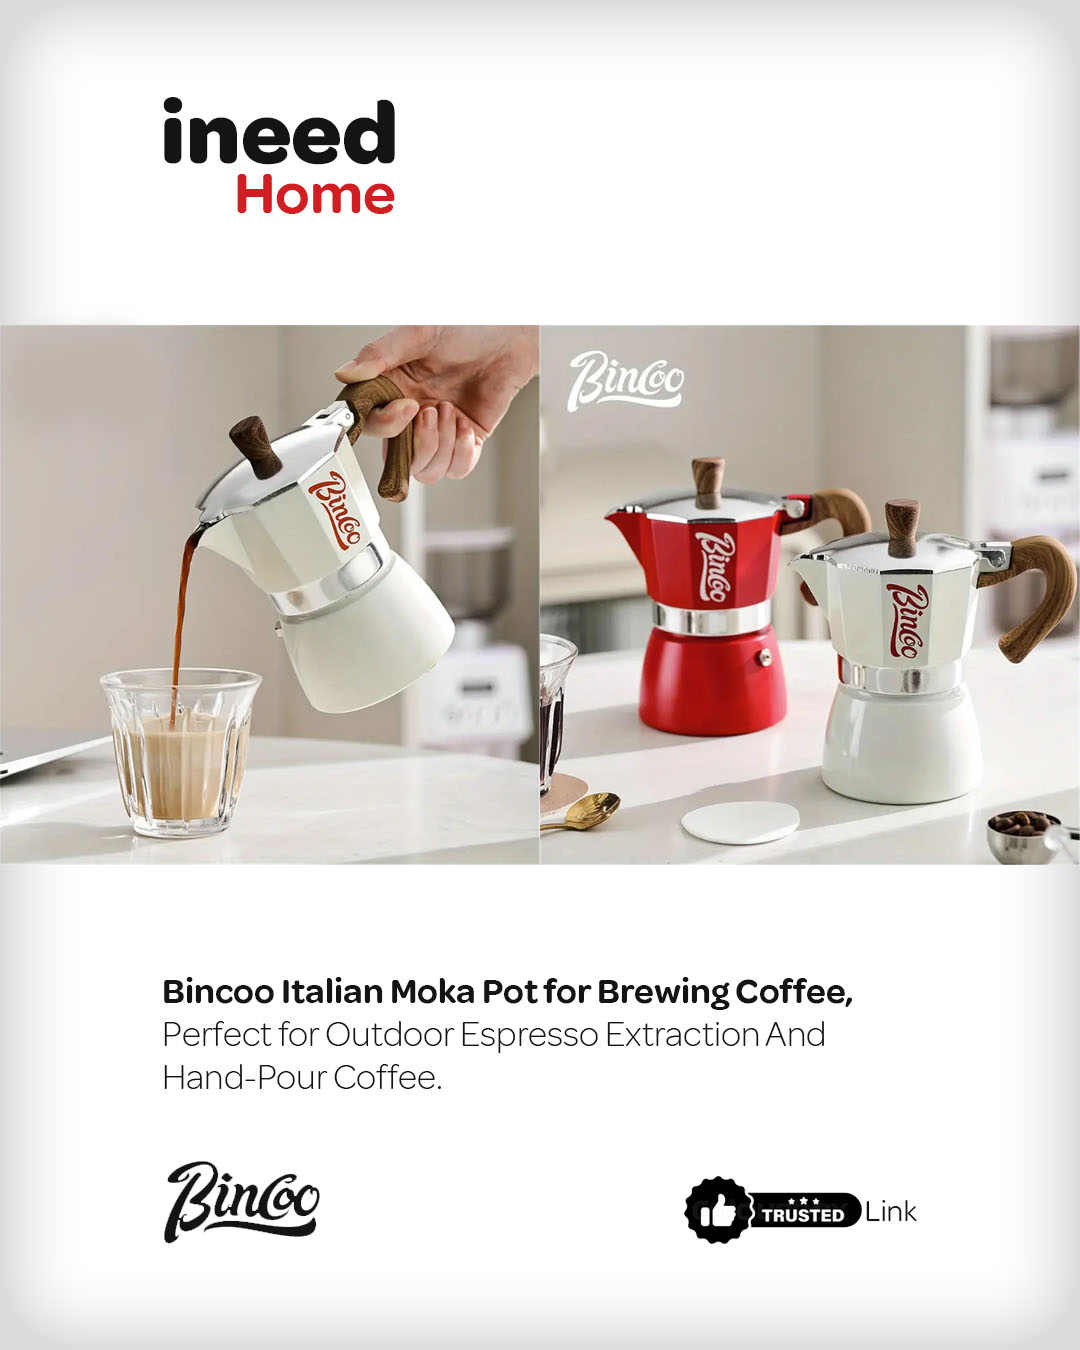 ineed
Home
Bincoo
Bincoo
Bincoo
Bincoo
Bincoo Italian Moka Pot for Brewing Coffee,
Perfect for Outdoor Espresso Extraction And
Hand-Pour Coffee.
Bincoo
TRUSTED Link